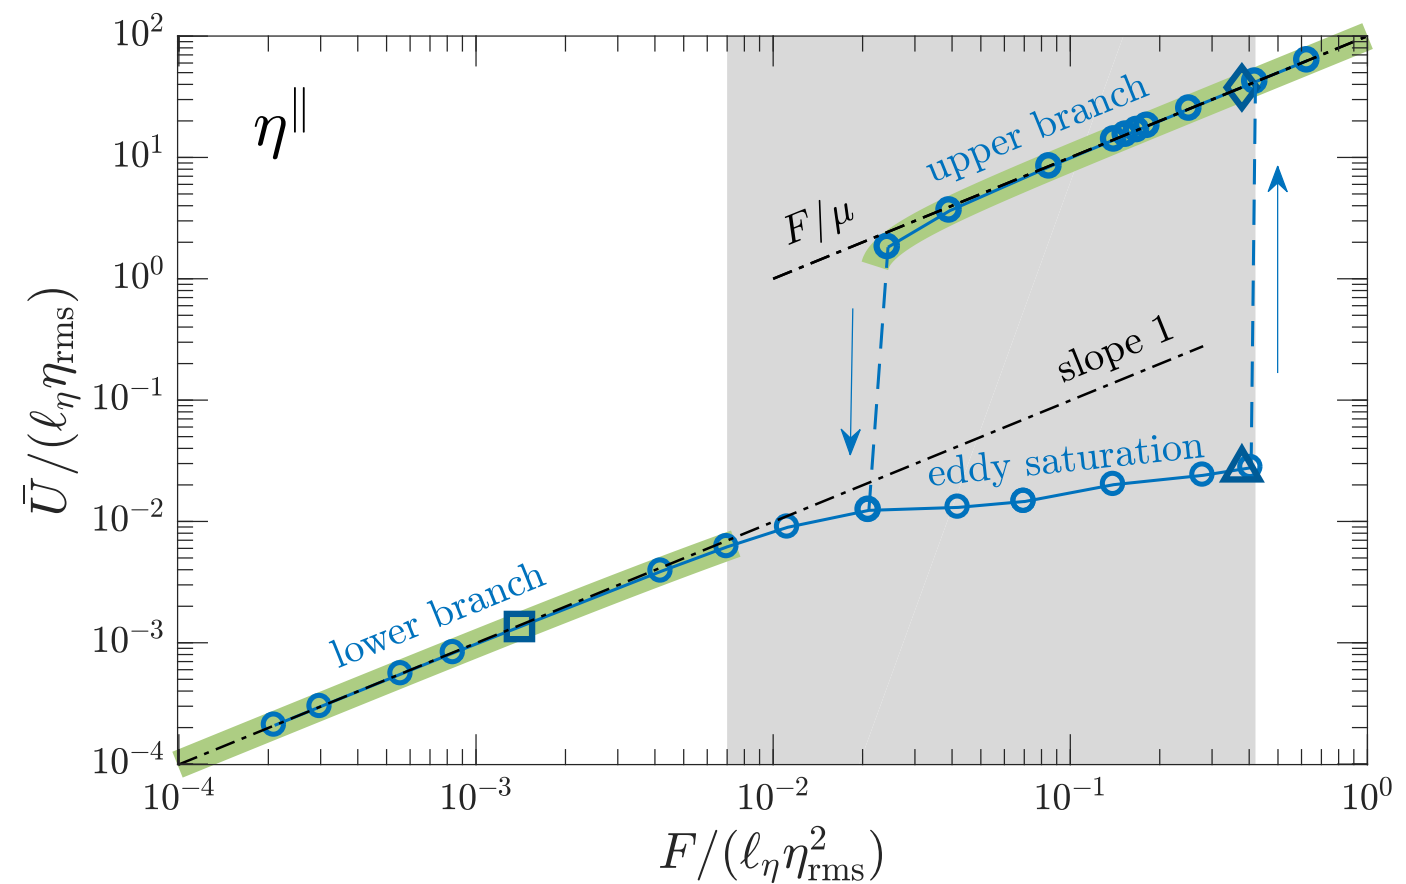 η^∥
10^2
10^1
10^0
10^−1
10^−2
10^−3
10^−4
Ū/(ℓ_η η_rms)
upper branch
F/μ
slope 1
eddy saturation
lower branch
10^−4 10^−3 10^−2 10^−1 10^0
F/(ℓ_η η_rms^2)